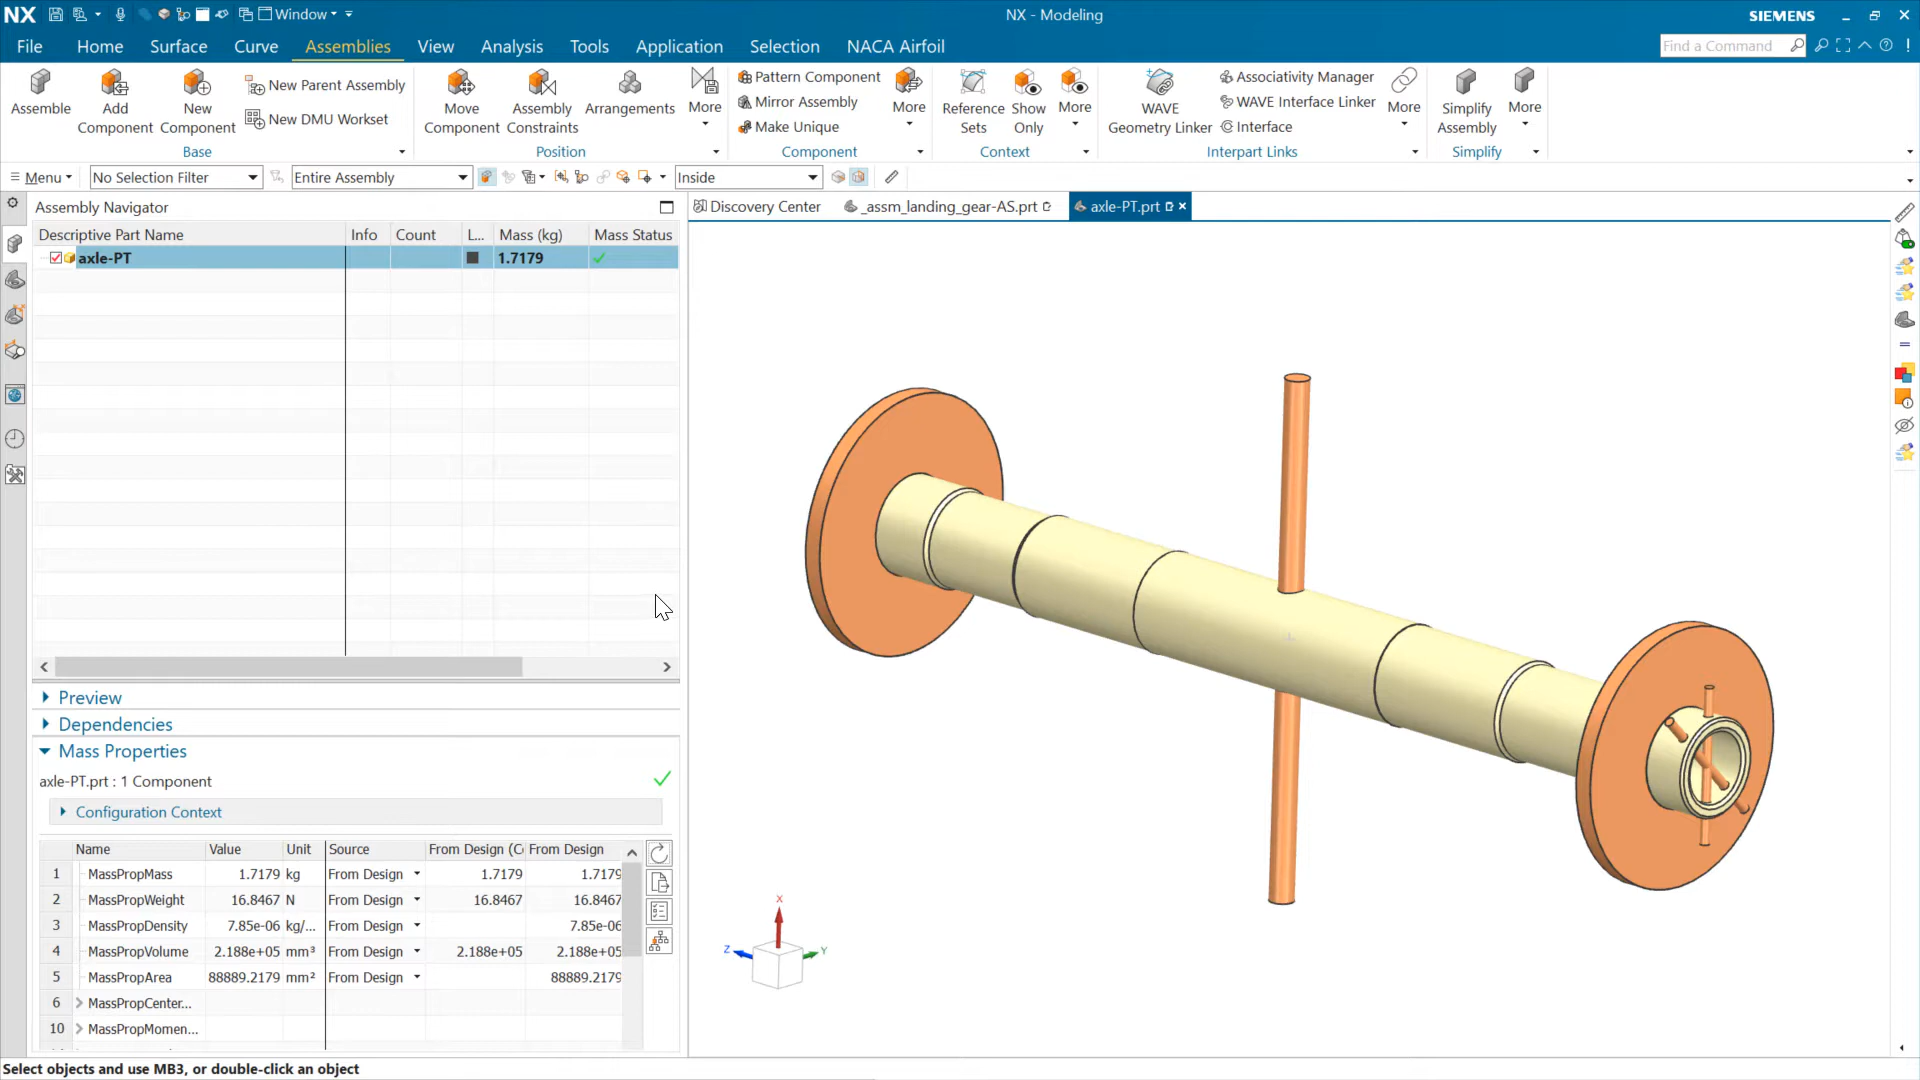 NX Window NX - Modeling SIEMENS
File Home Surface Curve Assemblies View Analysis Tools Application Selection NACA Airfoil Find a Command
Assemble
Add Component
New Component
New Parent Assembly
New DMU Workset
Base
Move Component
Assembly Constraints
Arrangements
More
Position
Pattern Component
Mirror Assembly
Make Unique
More
Component
Reference Sets
Show Only
More
Context
WAVE Geometry Linker
Associativity Manager
WAVE Interface Linker
Interface
More
Interpart Links
Simplify Assembly
More
Simplify
Menu No Selection Filter Entire Assembly Inside
Assembly Navigator
Discovery Center _assm_landing_gear-AS.prt axle-PT.prt
Descriptive Part Name Info Count L... Mass (kg) Mass Status
axle-PT 1.7179
Preview
Dependencies
Mass Properties
axle-PT.prt : 1 Component
Configuration Context
Name Value Unit Source From Design (C From Design
1 MassPropMass 1.7179 kg From Design 1.7179 1.7179
2 MassPropWeight 16.8467 N From Design 16.8467 16.8467
3 MassPropDensity 7.85e-06 kg/... From Design 7.85e-06
4 MassPropVolume 2.188e+05 mm³ From Design 2.188e+05 2.188e+05
5 MassPropArea 88889.2179 mm² From Design 88889.2179
6 MassPropCenter...
10 MassPropMomen...
X
Z
Y
Select objects and use MB3, or double-click an object